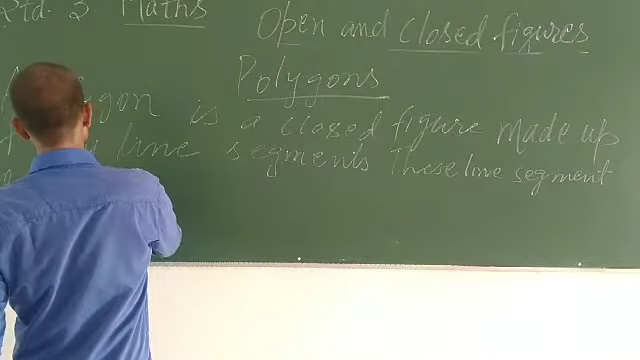 Std. 3 Maths
Open and closed figures
Polygons
gon is a closed figure made up
line segments These line segment